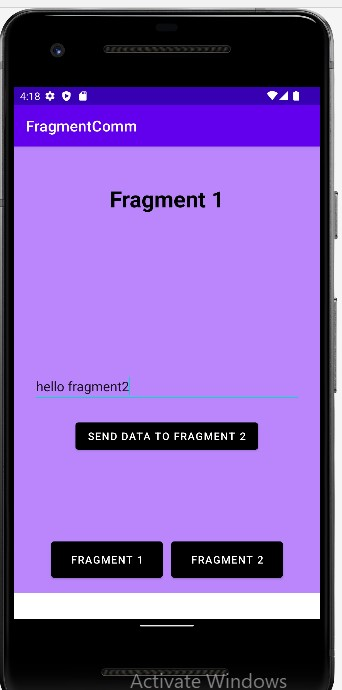 4:18
FragmentComm
Fragment 1
hello fragment2
SEND DATA TO FRAGMENT 2
FRAGMENT 1 FRAGMENT 2
Activate Windows